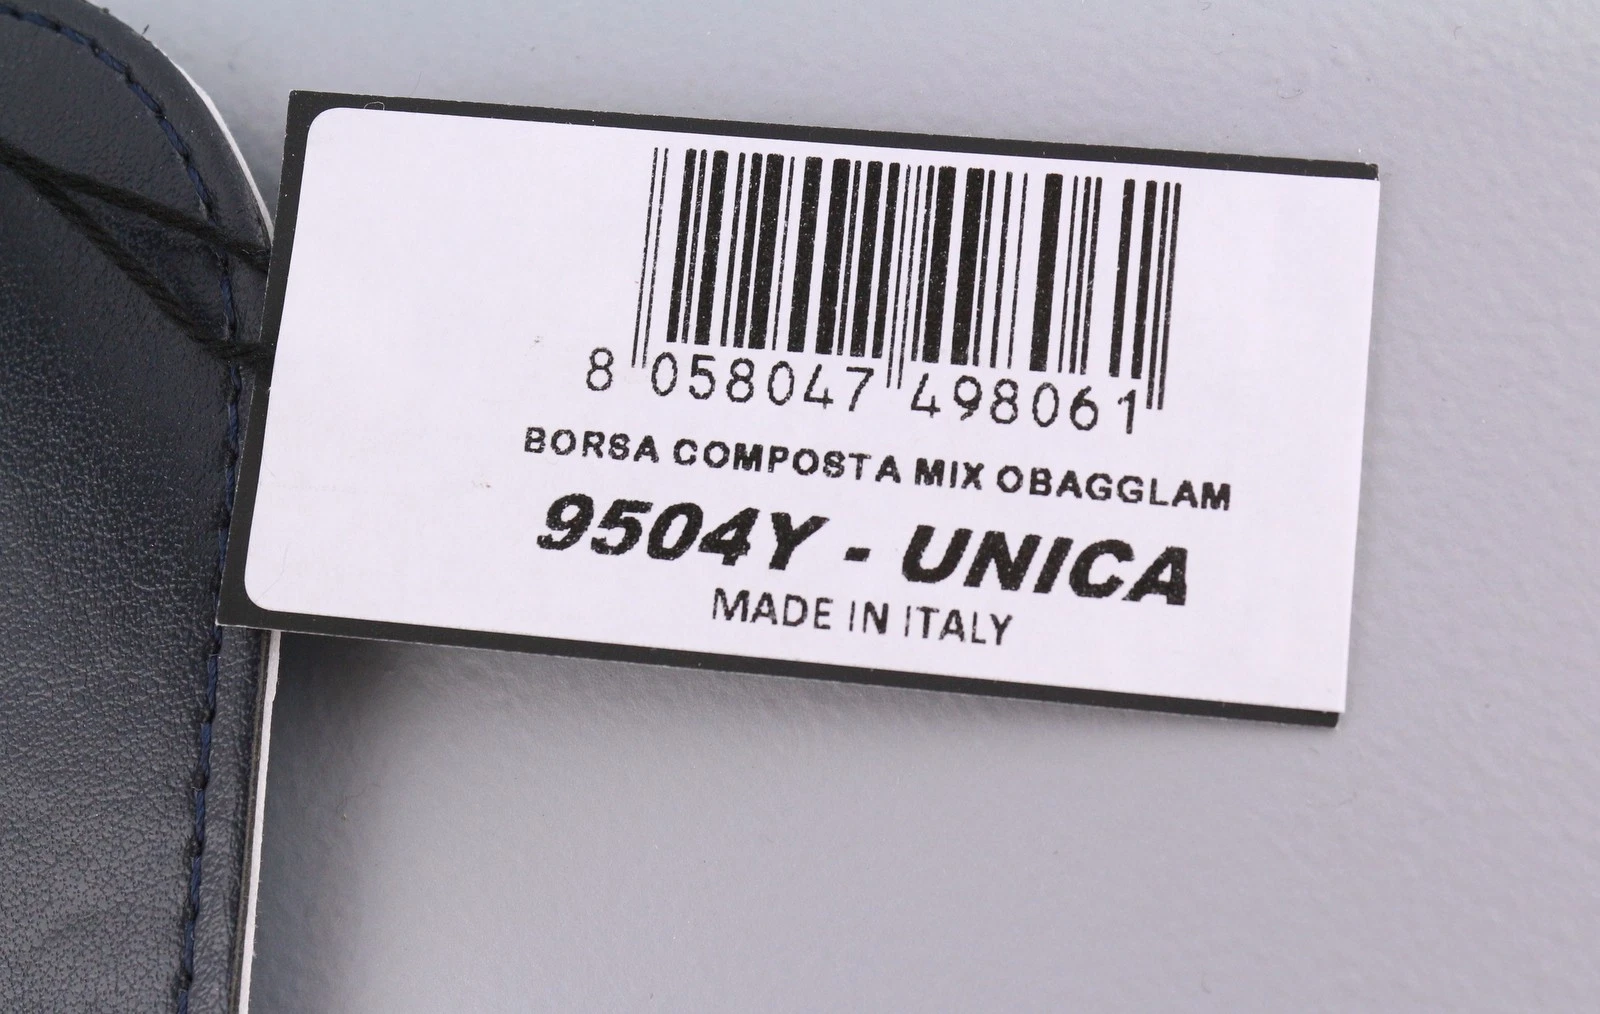 8 058047 498061
BORSA COMPOSTA MIX OBAGGLAM
9504Y - UNICA
MADE IN ITALY